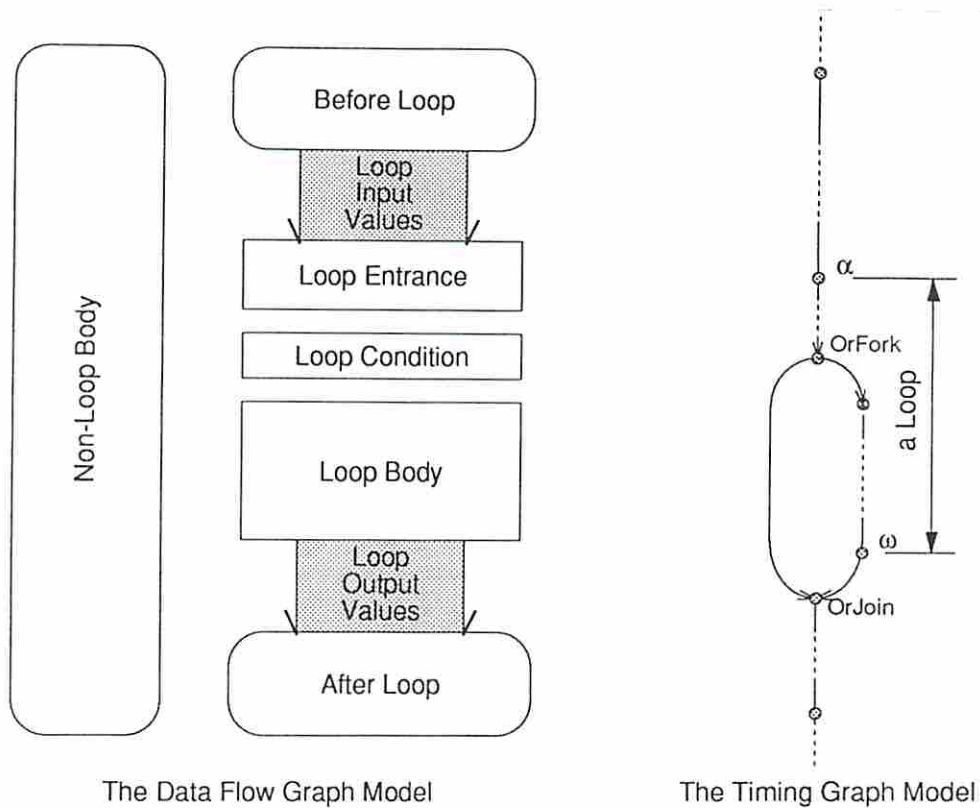 Non-Loop Body
Before Loop
Loop
Input
Values
Loop Entrance
Loop Condition
Loop Body
Loop
Output
Values
After Loop
The Data Flow Graph Model
α
OrFork
a Loop
ω
OrJoin
The Timing Graph Model